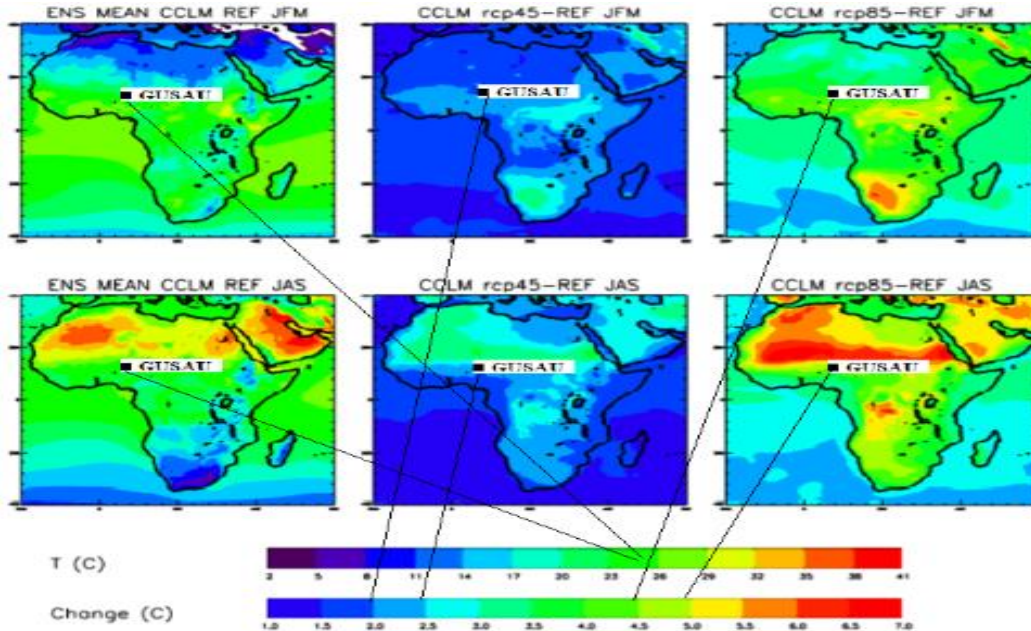 ENS MEAN CCLM REF JFM
CCLM rcp45-REF JFM
CCLM rcp85-REF JFM
GUSAU
GUSAU
GUSAU
ENS MEAN CCLM REF JAS
CCLM rcp45-REF JAS
CCLM rcp85-REF JAS
GUSAU
GUSAU
GUSAU
T (C)
2 5 8 11 14 17 20 23 26 29 32 35 38 41
Change (C)
1.0 1.5 2.0 2.5 3.0 3.5 4.0 4.5 5.0 5.5 6.0 6.5 7.0